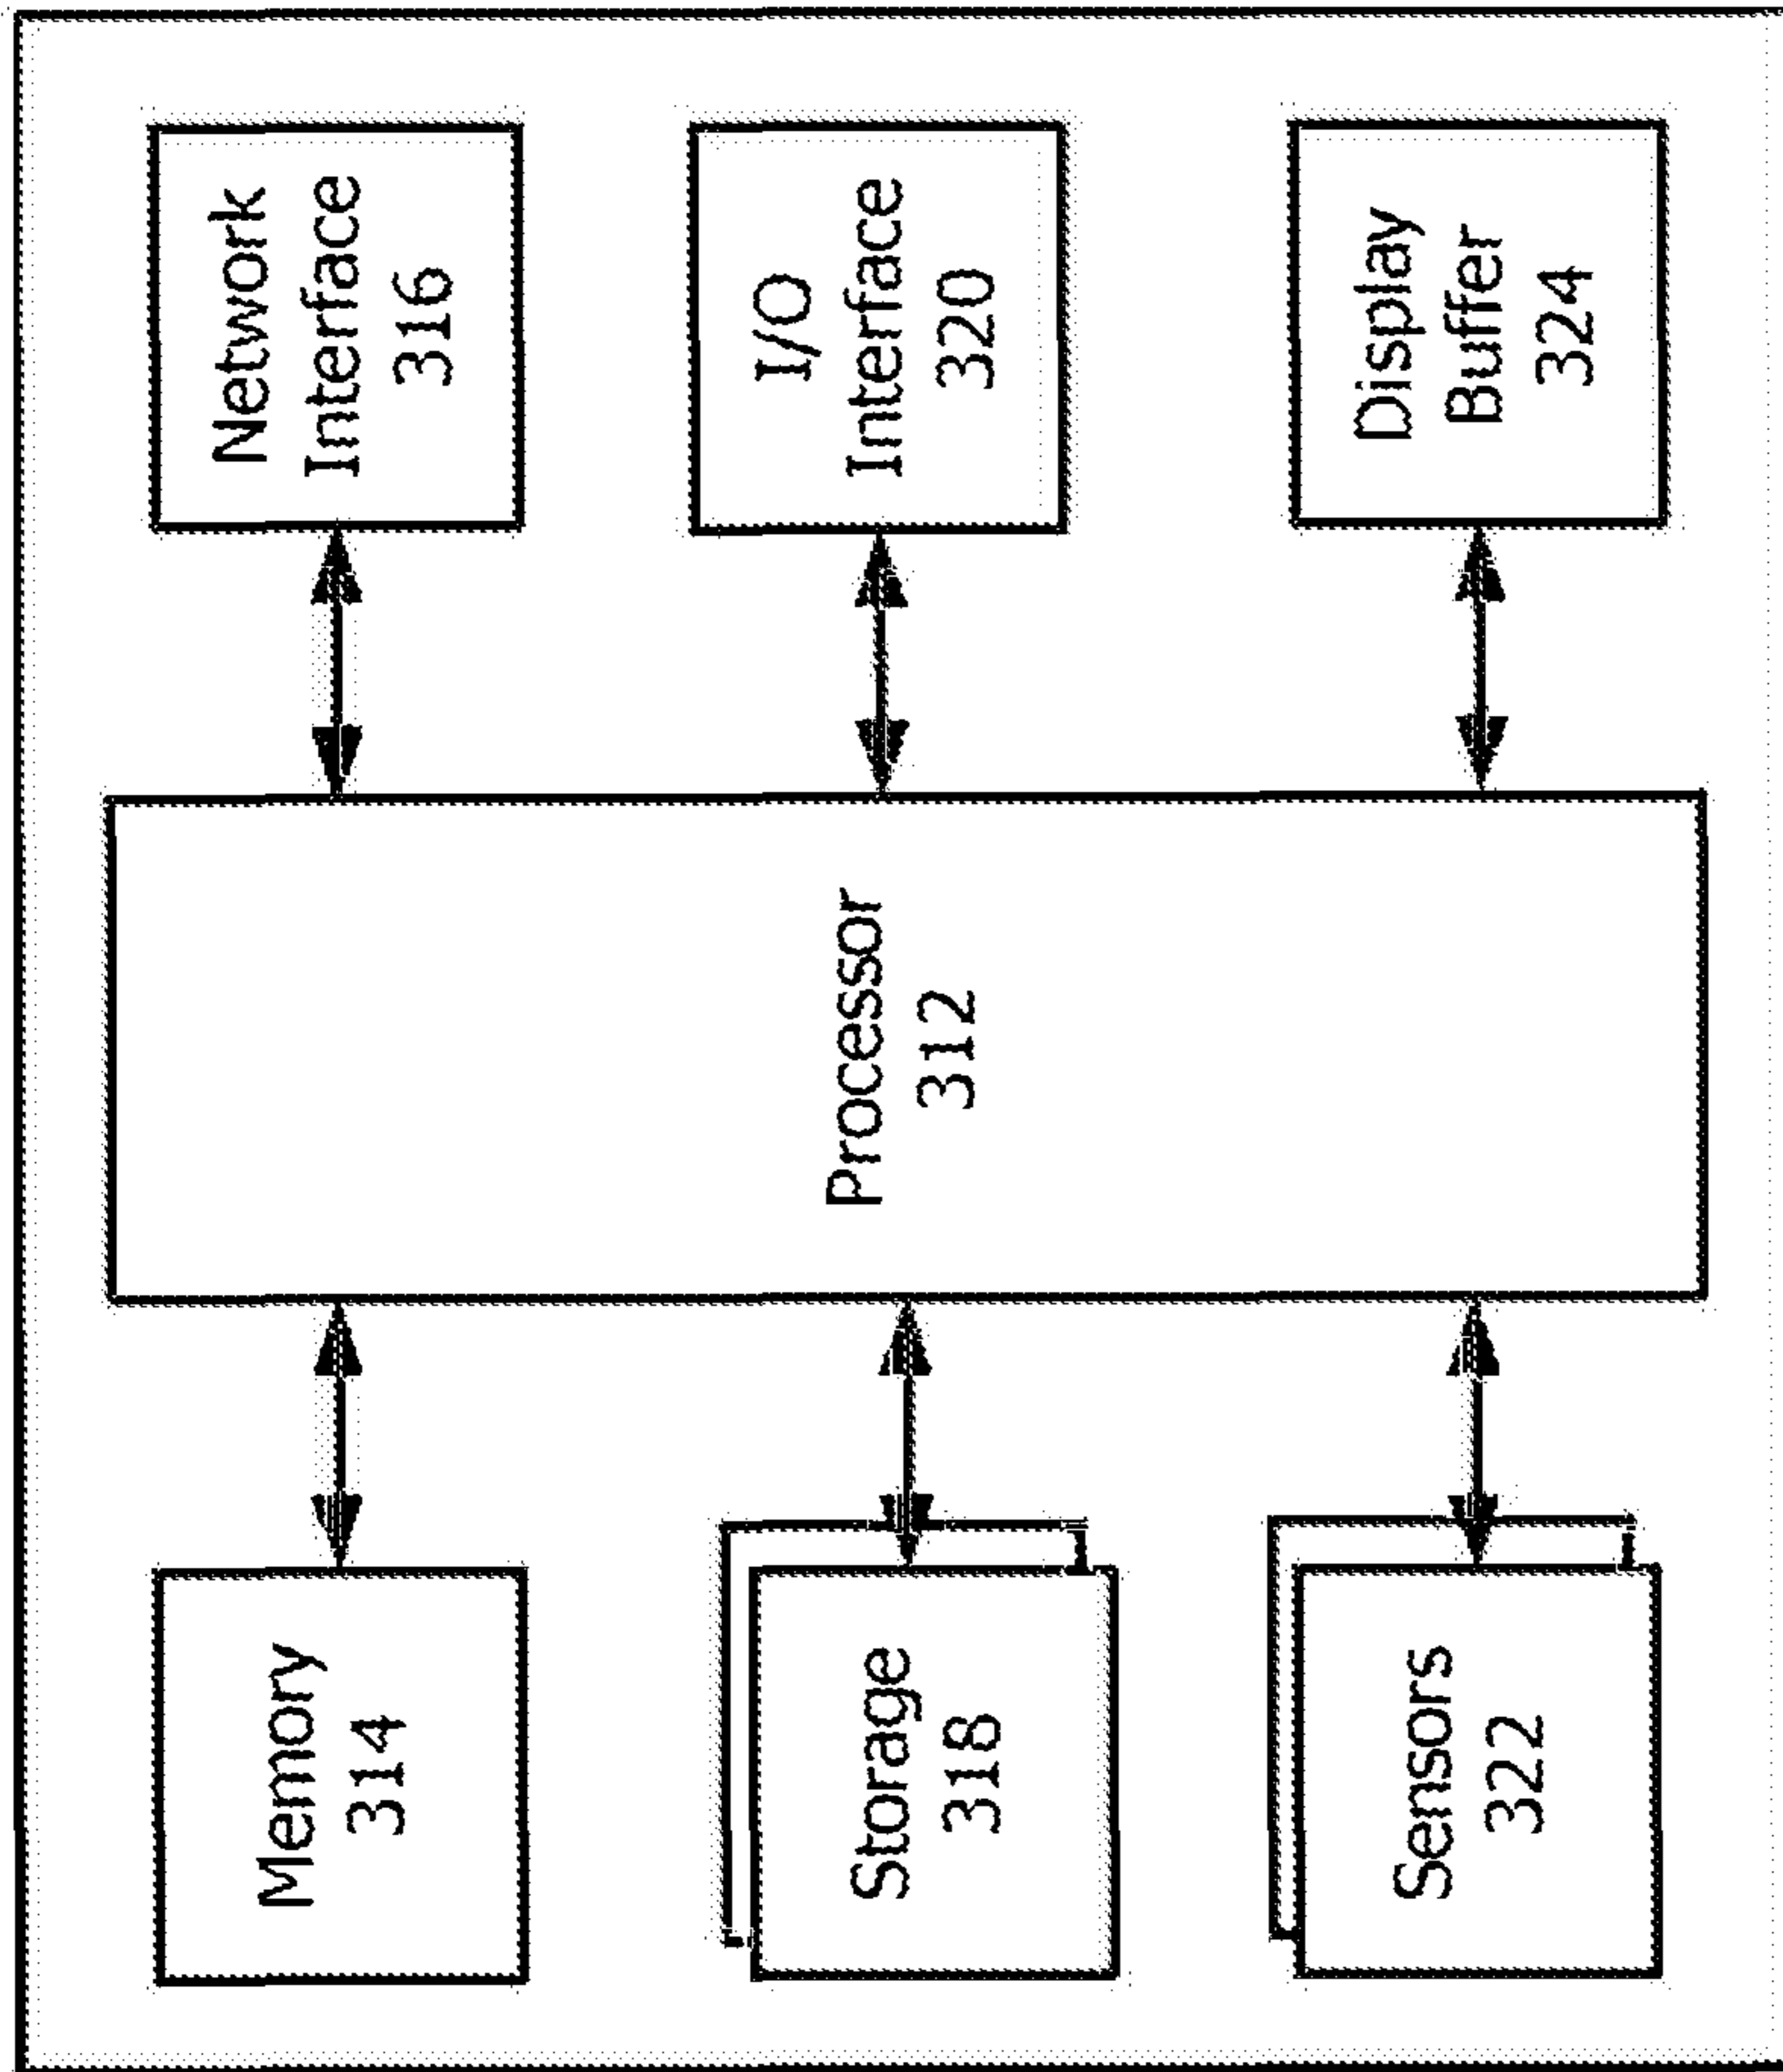 Memory
314
Processor
312
Network
Interface
316
Storage
318
I/O
Interface
320
Sensors
322
Display
Buffer
324